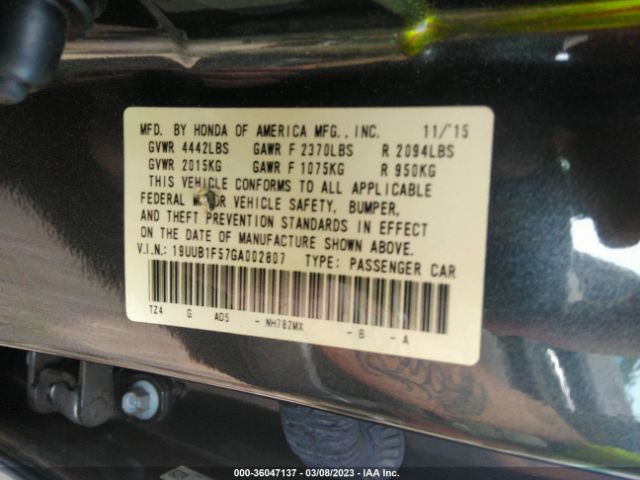 MFD. BY HONDA OF AMERICA MFG., INC. 11/'15
GVWR 4442LBS GAWR F 2370LBS R 2094LBS
GVWR 2015KG GAWR F 1075KG R 950KG
THIS VEHICLE CONFORMS TO ALL APPLICABLE
FEDERAL MOTOR VEHICLE SAFETY, BUMPER,
AND THEFT PREVENTION STANDARDS IN EFFECT
ON THE DATE OF MANUFACTURE SHOWN ABOVE.
V.I.N.: 19UUB1F57GA002807 TYPE: PASSENGER CAR
TZ4 G AD5 - NH782MX - B - A
000-36047137 - 03/08/2023 - IAA Inc.